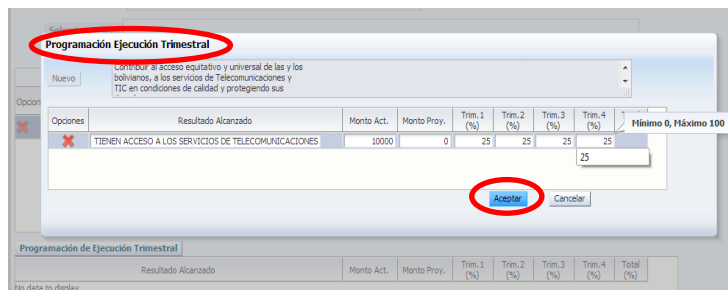 Programación Ejecución Trimestral
Nuevo
Contribuir al acceso equitativo y universal de las y los
bolivianos, a los servicios de Telecomunicaciones y
TIC en condiciones de calidad y protegiendo sus
Opciones Resultado Alcanzado Monto Act. Monto Proy. Trim.1 (%) Trim.2 (%) Trim.3 (%) Trim.4 (%)
TIENEN ACCESO A LOS SERVICIOS DE TELECOMUNICACIONES 10000 0 25 25 25 25
Mínimo 0, Máximo 100
25
Aceptar Cancelar
Programación de Ejecución Trimestral
Resultado Alcanzado Monto Act. Monto Proy. Trim.1 (%) Trim.2 (%) Trim.3 (%) Trim.4 (%) Total (%)
No data to display